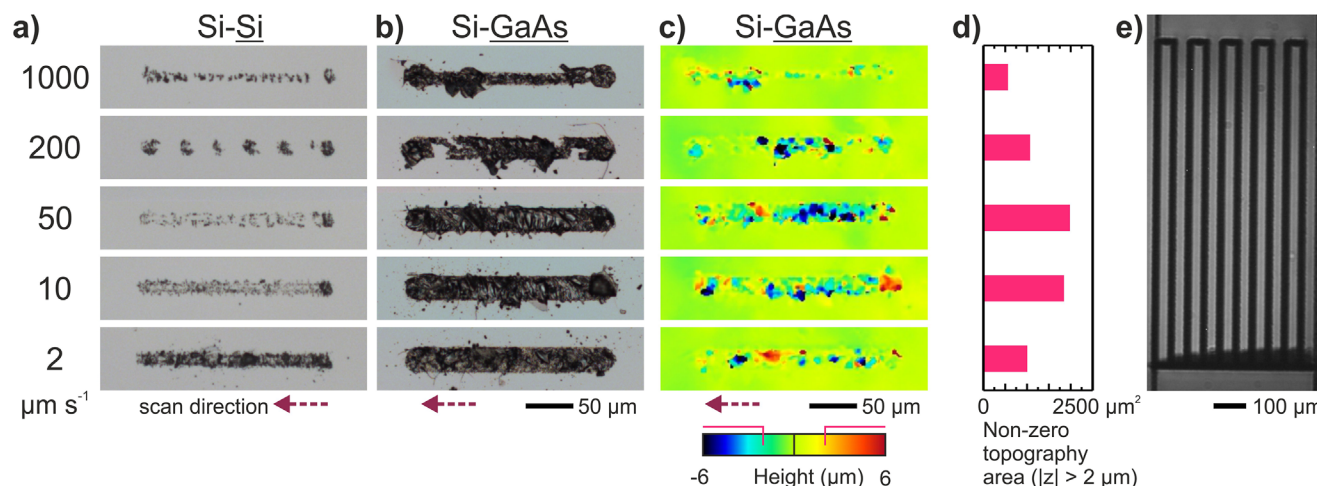 a) Si-Si b) Si-GaAs c) Si-GaAs d) e)
1000
200
50
10
2
µm s⁻¹ scan direction 50 µm 50 µm 0 2500 µm² 100 µm
Non-zero
topography
area (|z| > 2 µm)
-6 Height (µm) 6